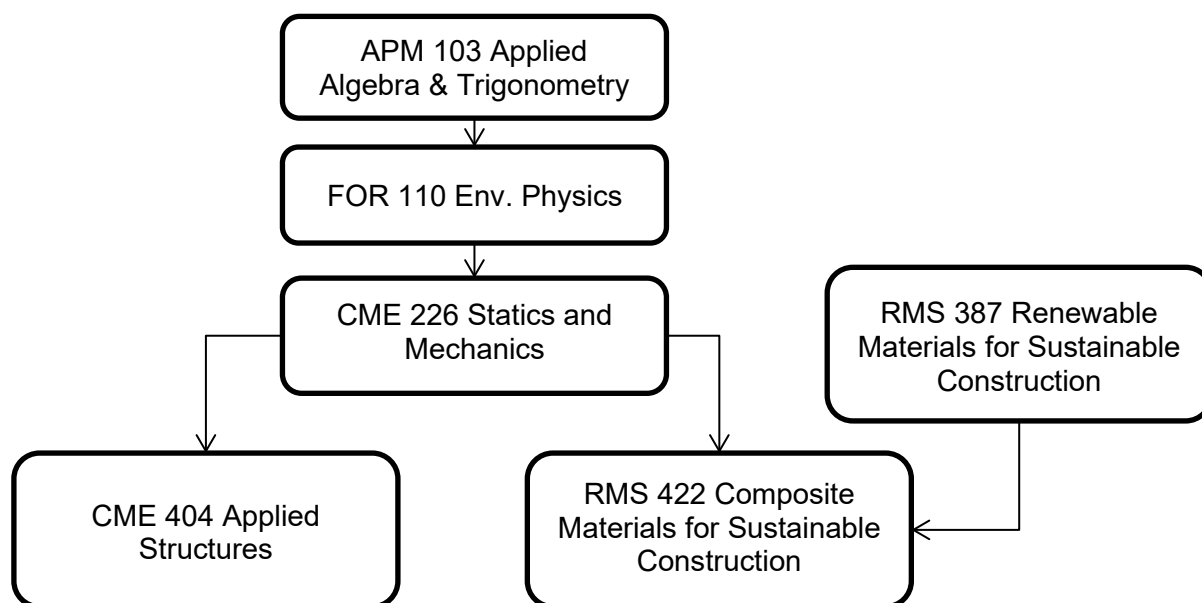 APM 103 Applied
Algebra & Trigonometry
FOR 110 Env. Physics
CME 226 Statics and
Mechanics
RMS 387 Renewable
Materials for Sustainable
Construction
CME 404 Applied
Structures
RMS 422 Composite
Materials for Sustainable
Construction